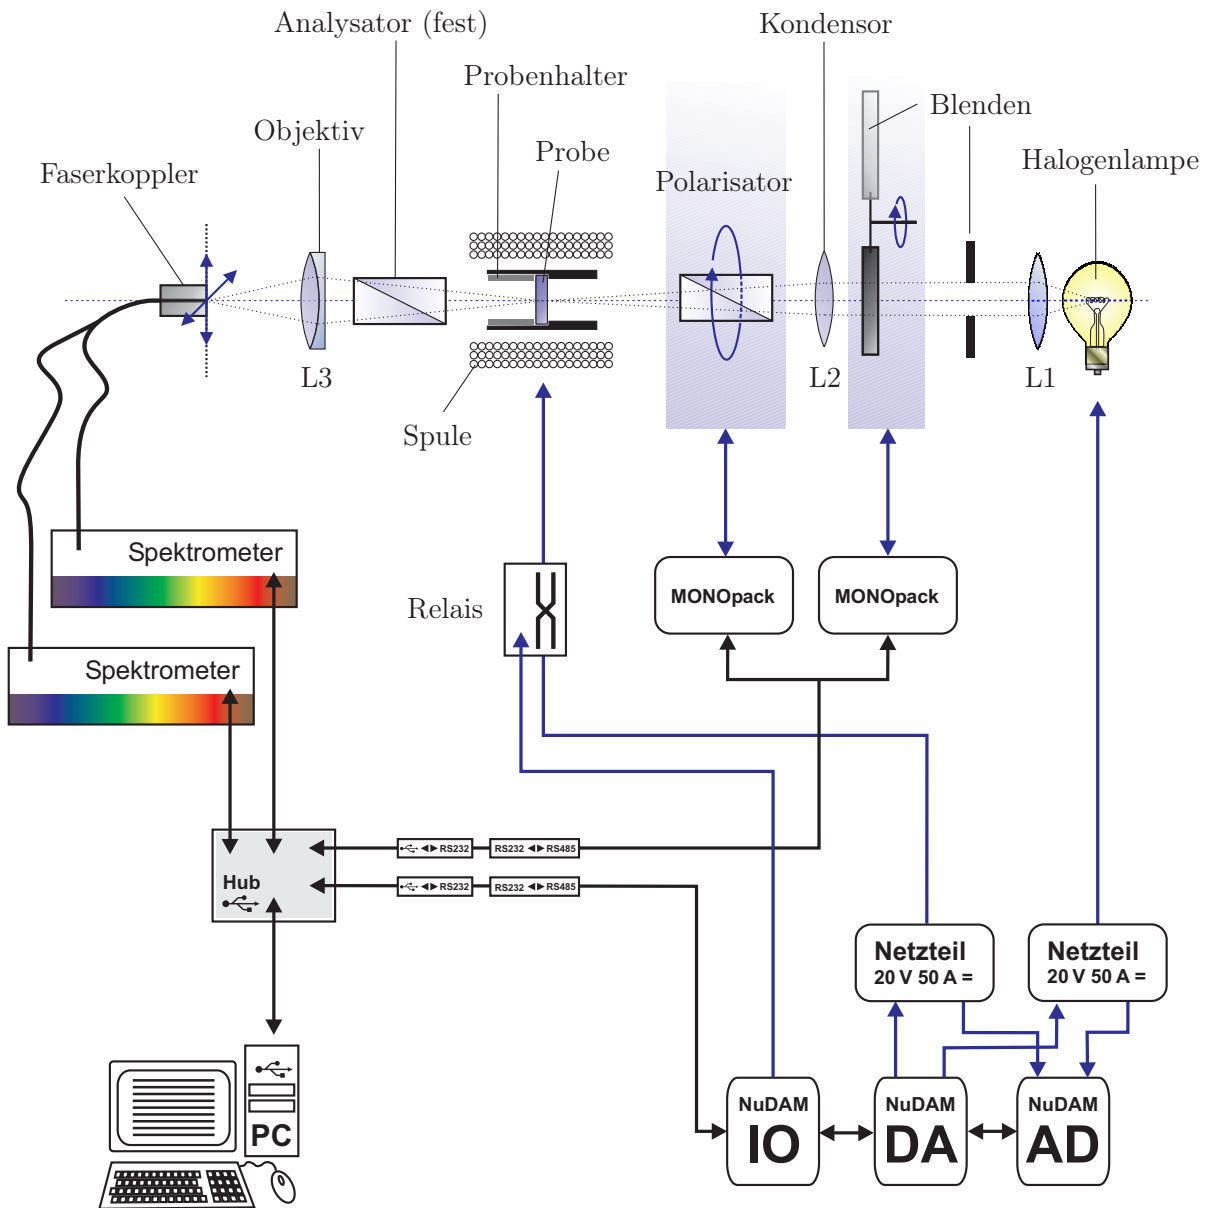 Analysator (fest)
Kondensor
Probenhalter
Blenden
Objektiv
Probe
Halogenlampe
Faserkoppler
Polarisator
L3
L2
L1
Spule
Spektrometer
MONOpack
MONOpack
Relais
Spektrometer
RS232
RS232
RS485
Hub
RS232
RS232
RS485
Netzteil
20 V 50 A =
Netzteil
20 V 50 A =
PC
NuDAM
IO
NuDAM
DA
NuDAM
AD